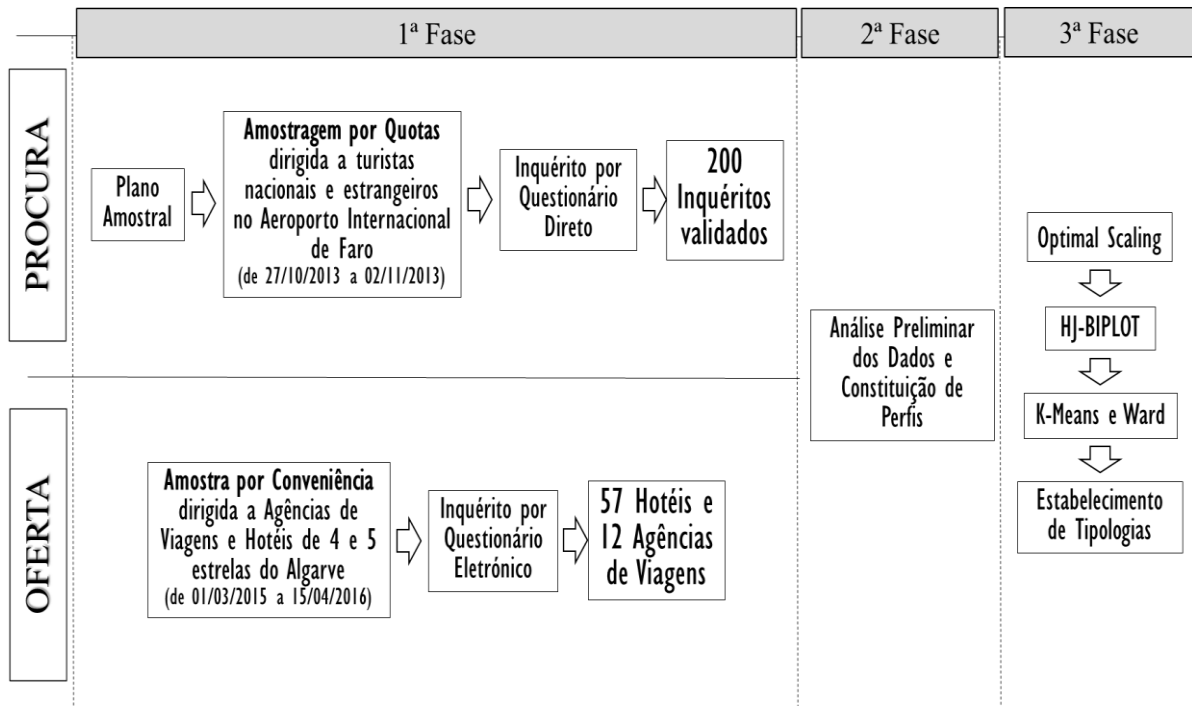 1ª Fase
2ª Fase
3ª Fase
PROCURA
Plano
Amostral
Amostragem por Quotas
dirigida a turistas
nacionais e estrangeiros
no Aeroporto Internacional
de Faro
(de 27/10/2013 a 02/11/2013)
Inquérito por
Questionário
Direto
200
Inquéritos
validados
OFERTA
Amostra por Conveniência
dirigida a Agências de
Viagens e Hotéis de 4 e 5
estrelas do Algarve
(de 01/03/2015 a 15/04/2016)
Inquérito por
Questionário
Eletrónico
57 Hotéis e
12 Agências
de Viagens
Análise Preliminar
dos Dados e
Constituição de
Perfis
Optimal Scaling
HJ-BIPLOT
K-Means e Ward
Estabelecimento
de Tipologias